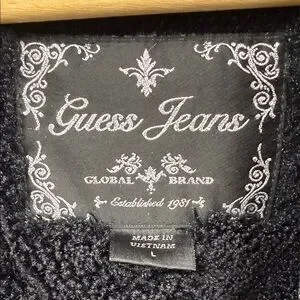 Guess Jeans
GLOBAL BRAND
Established 1981
MADE IN
VIETNAM
L